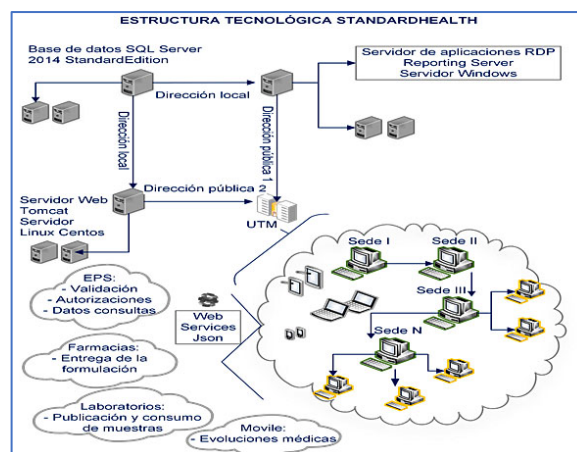 ESTRUCTURA TECNOLÓGICA STANDARDHEALTH
Base de datos SQL Server
2014 StandardEdition
Servidor de aplicaciones RDP
Reporting Server
Servidor Windows
Dirección local
Dirección local
Dirección pública 1
Dirección pública 2
Servidor Web
Tomcat
Servidor
Linux Centos
UTM
Sede I
Sede II
Sede III
Sede N
EPS:
- Validación
- Autorizaciones
- Datos consultas
Web
Services
Json
Farmacias:
- Entrega de la
formulación
Laboratorios:
- Publicación y consumo
de muestras
Movile:
- Evoluciones médicas